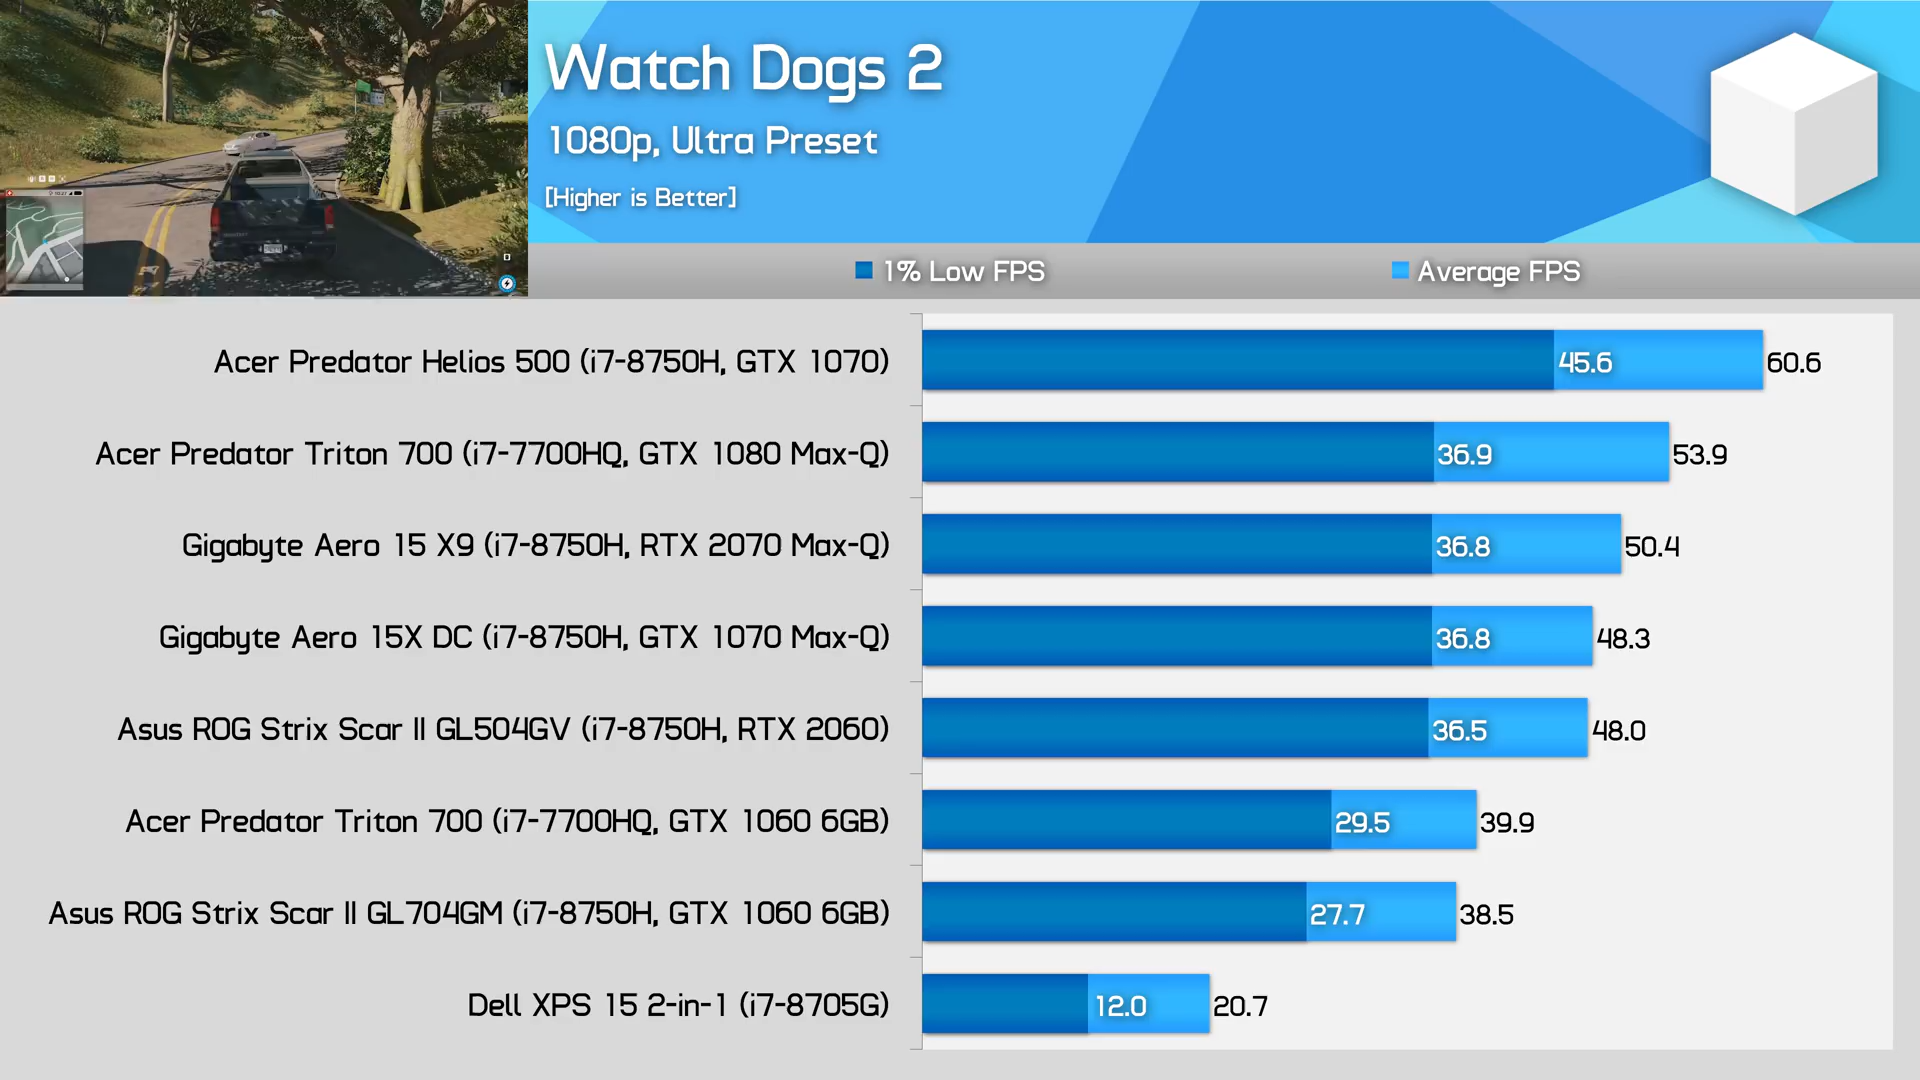 Watch Dogs 2
1080p, Ultra Preset
[Higher is Better]
1% Low FPS
Average FPS
Acer Predator Helios 500 (i7-8750H, GTX 1070)
45.6
60.6
Acer Predator Triton 700 (i7-7700HQ, GTX 1080 Max-Q)
36.9
53.9
Gigabyte Aero 15 X9 (i7-8750H, RTX 2070 Max-Q)
36.8
50.4
Gigabyte Aero 15X DC (i7-8750H, GTX 1070 Max-Q)
36.8
48.3
Asus ROG Strix Scar II GL504GV (i7-8750H, RTX 2060)
36.5
48.0
Acer Predator Triton 700 (i7-7700HQ, GTX 1060 6GB)
29.5
39.9
Asus ROG Strix Scar II GL704GM (i7-8750H, GTX 1060 6GB)
27.7
38.5
Dell XPS 15 2-in-1 (i7-8705G)
12.0
20.7